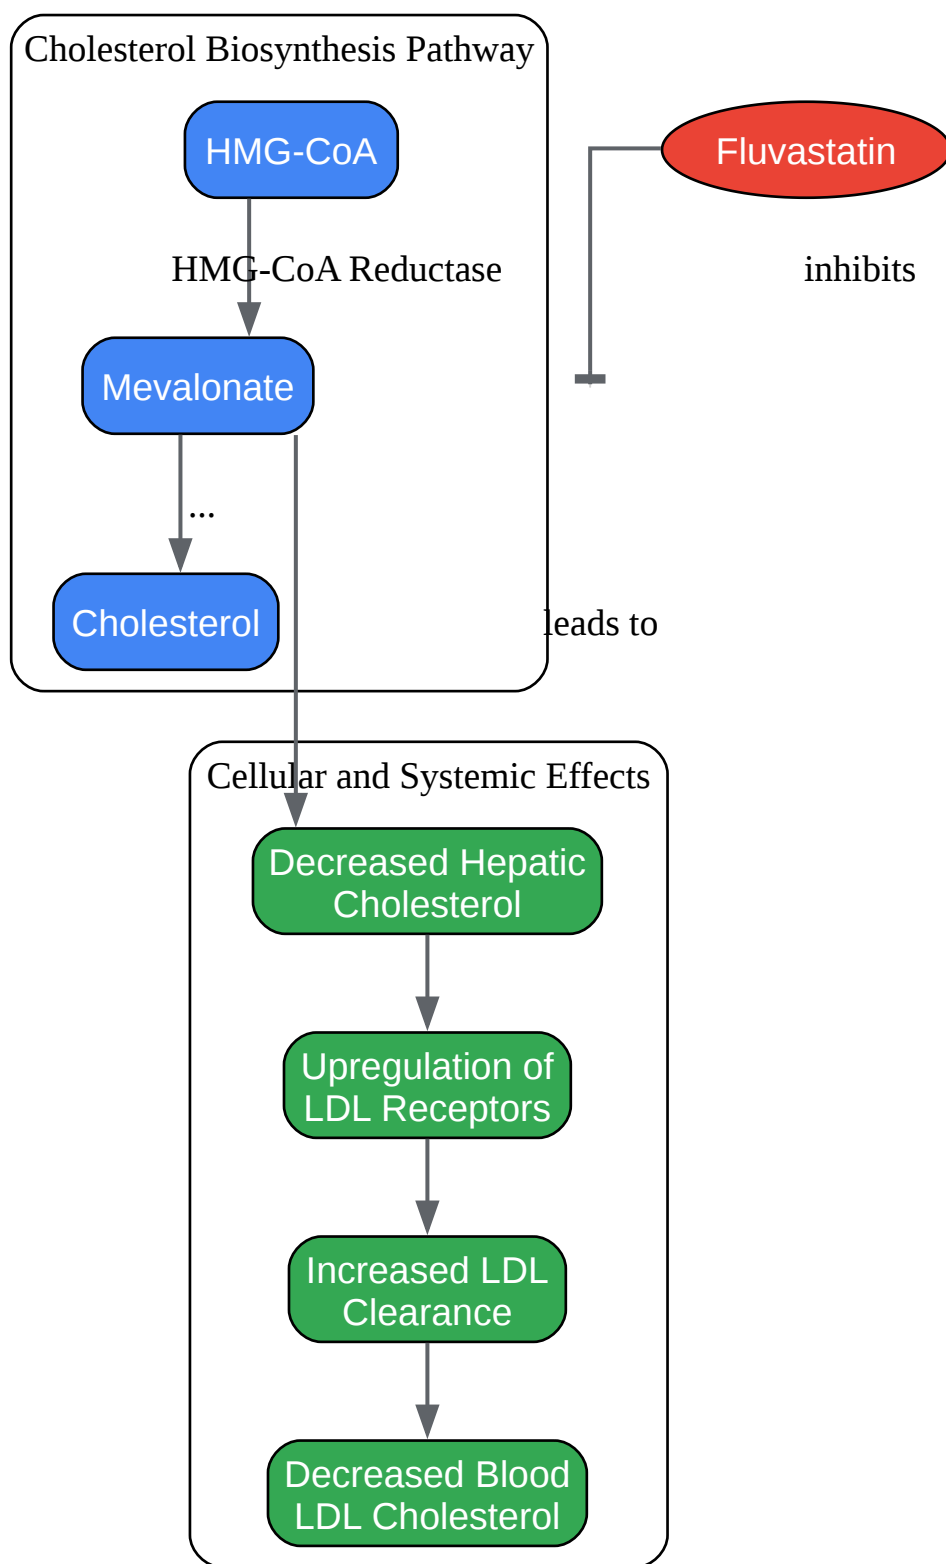 Cholesterol Biosynthesis Pathway
HMG-CoA
Fluvastatin
HMG-CoA Reductase
inhibits
Mevalonate
...
Cholesterol
leads to
Cellular and Systemic Effects
Decreased Hepatic
Cholesterol
Upregulation of
LDL Receptors
Increased LDL
Clearance
Decreased Blood
LDL Cholesterol